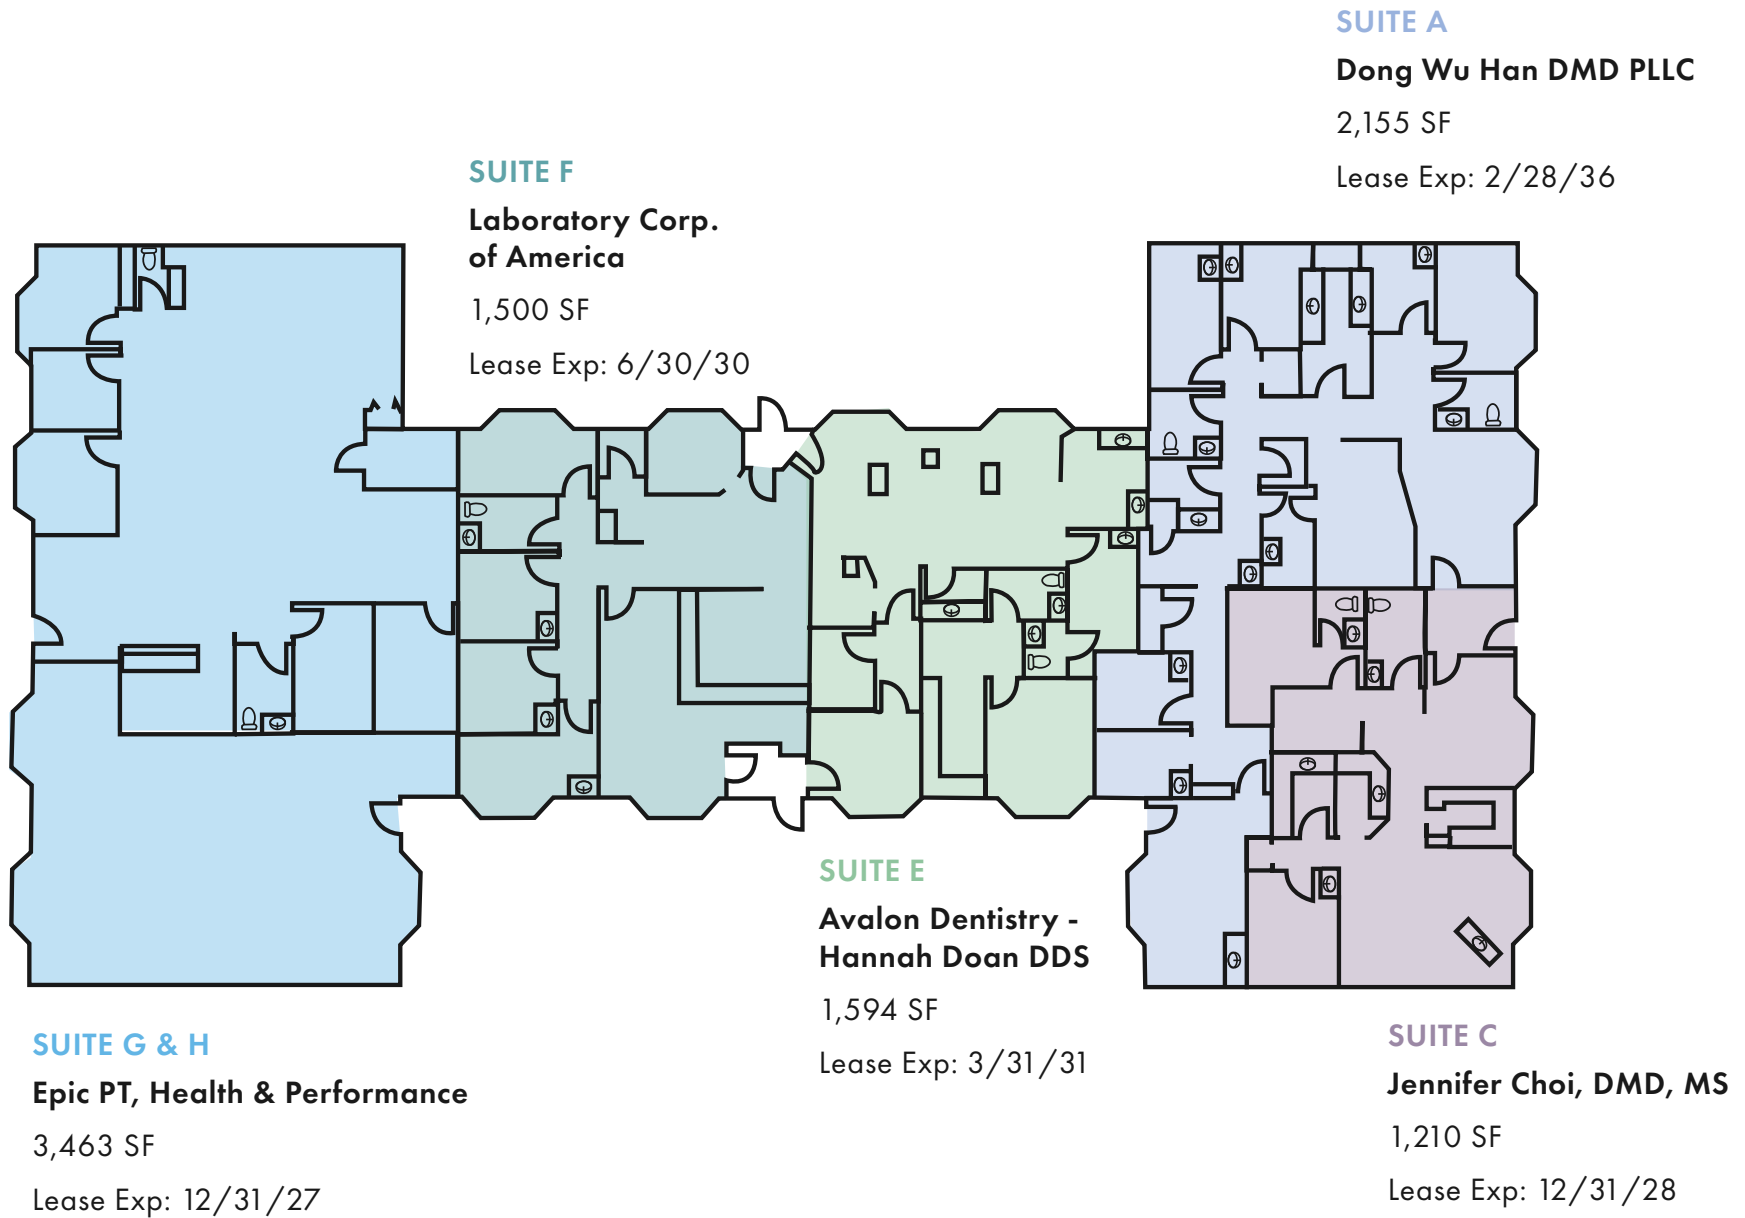 SUITE A
Dong Wu Han DMD PLLC
2,155 SF
Lease Exp: 2/28/36
SUITE F
Laboratory Corp.
of America
1,500 SF
Lease Exp: 6/30/30
SUITE E
Avalon Dentistry -
Hannah Doan DDS
1,594 SF
Lease Exp: 3/31/31
SUITE G & H
Epic PT, Health & Performance
3,463 SF
Lease Exp: 12/31/27
SUITE C
Jennifer Choi, DMD, MS
1,210 SF
Lease Exp: 12/31/28